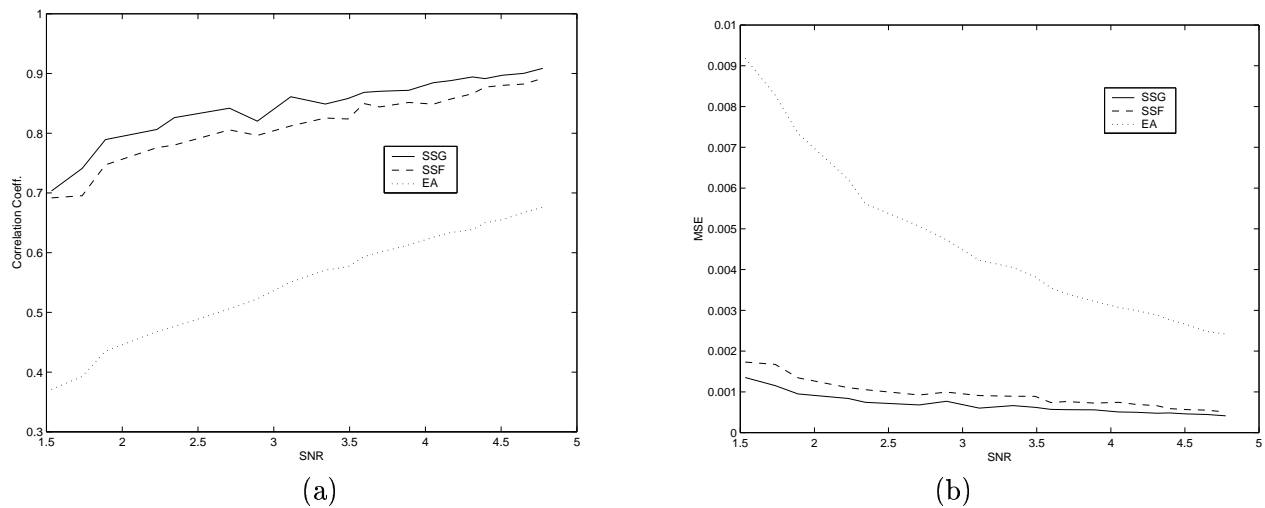 1
0.9
0.8
0.7
0.6
0.5
0.4
0.3
1.5 2 2.5 3 3.5 4 4.5 5
Correlation Coeff.
SNR
SSG
SSF
EA
(a)
0.01
0.009
0.008
0.007
0.006
0.005
0.004
0.003
0.002
0.001
0
1.5 2 2.5 3 3.5 4 4.5 5
MSE
SNR
SSG
SSF
EA
(b)